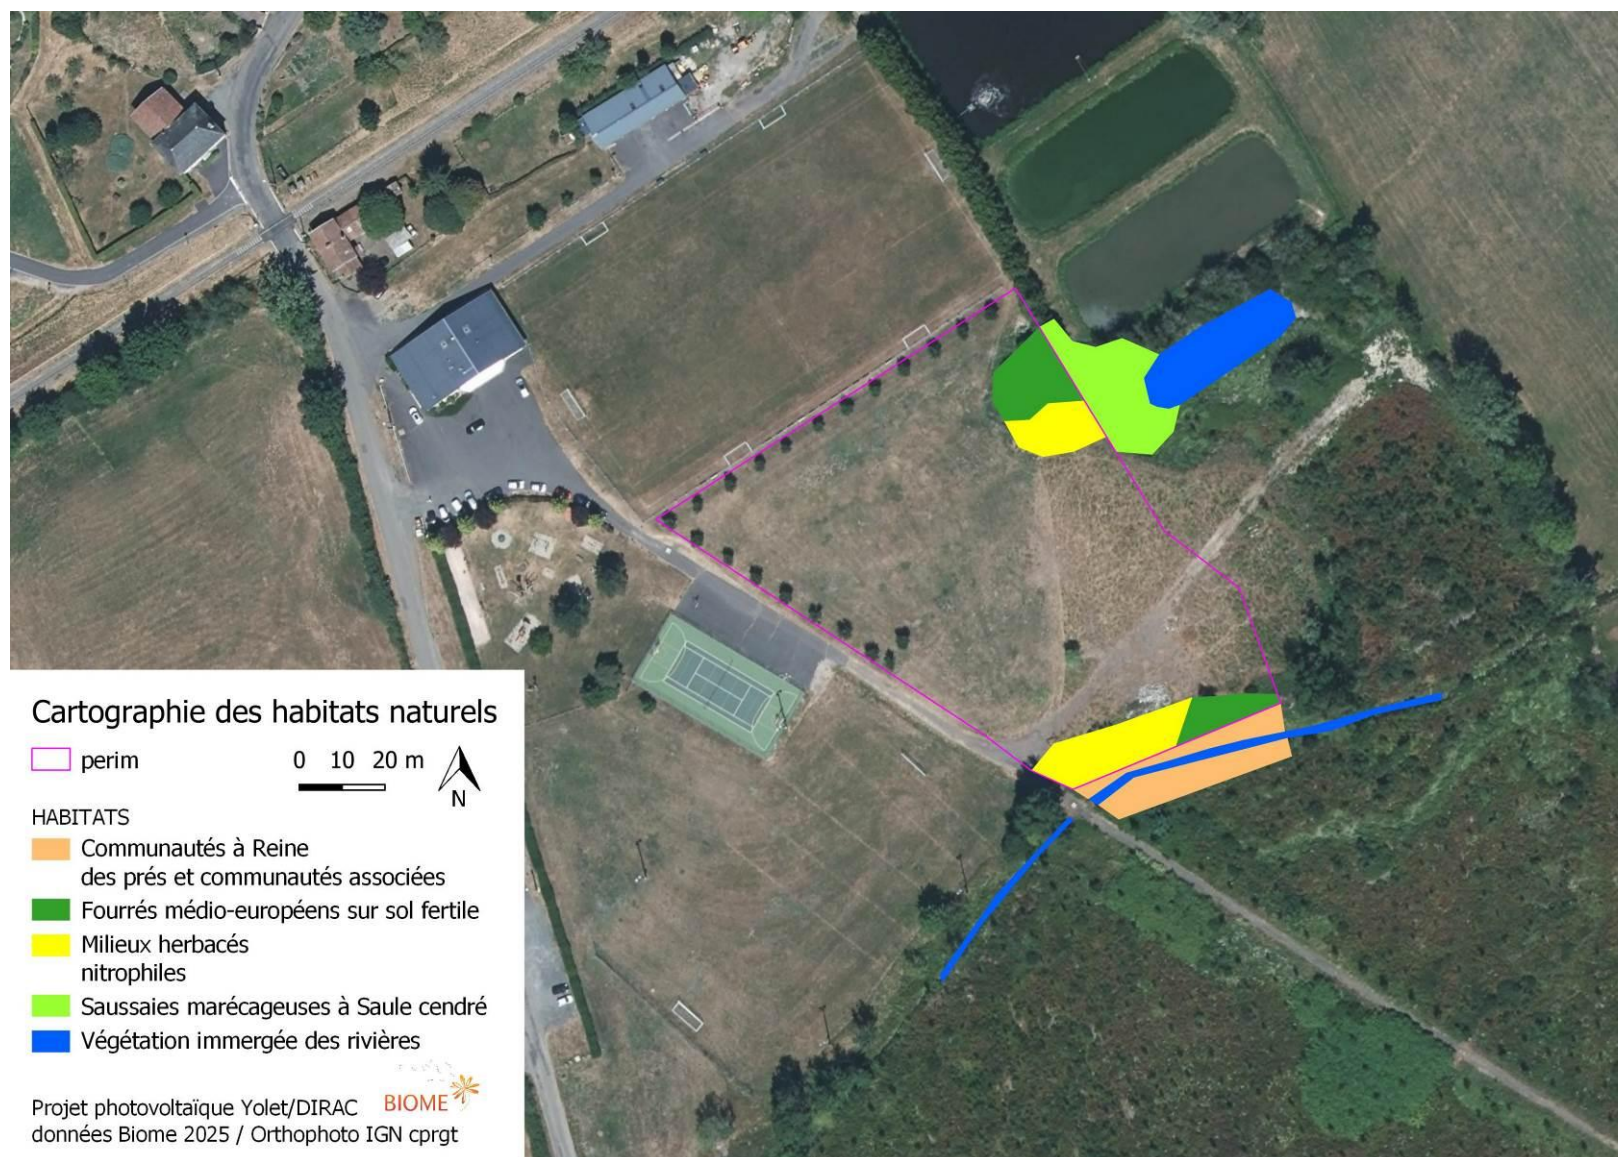 Cartographie des habitats naturels
perim
0 10 20 m
N
HABITATS
Communautés à Reine
des prés et communautés associées
Fourrés médio-européens sur sol fertile
Milieux herbacés
nitrophiles
Saussaies marécageuses à Saule cendré
Végétation immergée des rivières
BIOME
Projet photovoltaïque Yolet/DIRAC
données Biome 2025 / Orthophoto IGN cprgt